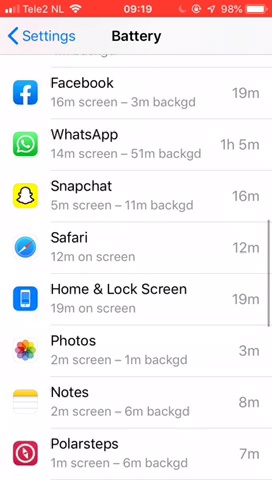 Tele2 NL 09:19 98%
Settings Battery
Facebook
16m screen – 3m backgd 19m
WhatsApp
14m screen – 51m backgd 1h 5m
Snapchat
5m screen – 11m backgd 16m
Safari
12m on screen 12m
Home & Lock Screen
19m on screen 19m
Photos
2m screen – 1m backgd 3m
Notes
2m screen – 6m backgd 8m
Polarsteps
1m screen – 6m backgd 7m